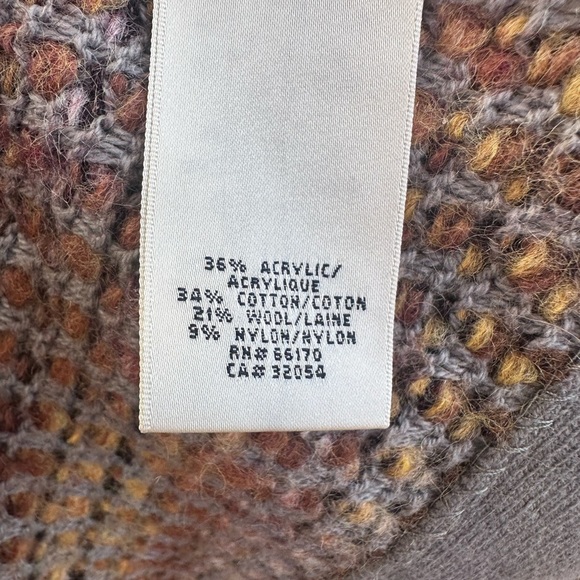 36% ACRYLIC/
ACRYLIQUE
34% COTTON/COTON
21% WOOL/LAINE
9% NYLON/NYLON
RN# 66170
CA# 32054